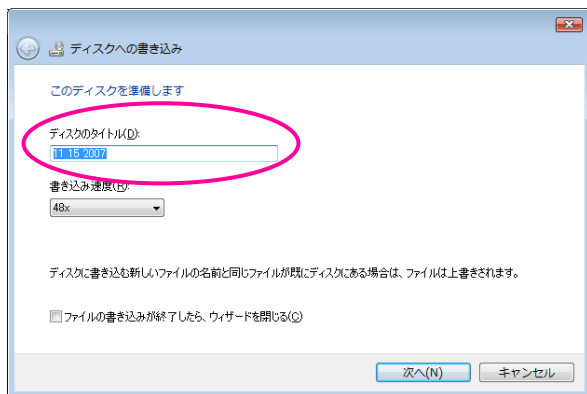 ディスクへの書き込み
このディスクを準備します
ディスクのタイトル(D):
11 15 2007
書き込み速度(R):
48x
ディスクに書き込む新しいファイルの名前と同じファイルが既にディスクにある場合は、ファイルは上書きされます。
ファイルの書き込みが終了したら、ウィザードを閉じる(C)
次へ(N)
キャンセル